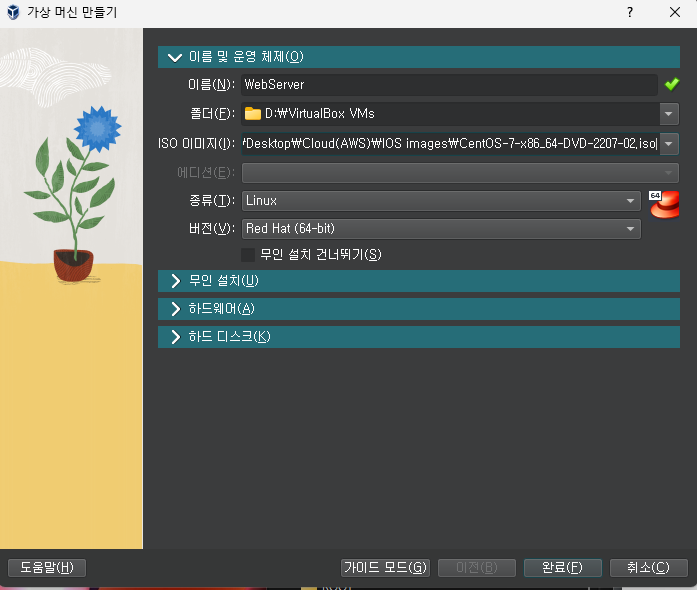 가상 머신 만들기
?
이름 및 운영 체제(O)
이름(N): WebServer
폴더(F): D:₩VirtualBox VMs
ISO 이미지(I): ₩Desktop₩Cloud(AWS)₩IOS images₩CentOS-7-x86_64-DVD-2207-02.iso
에디션(E):
종류(T): Linux
64
버전(V): Red Hat (64-bit)
무인 설치 건너뛰기(S)
무인 설치(U)
하드웨어(A)
하드 디스크(K)
도움말(H) 가이드 모드(G) 이전(B) 완료(F) 취소(C)